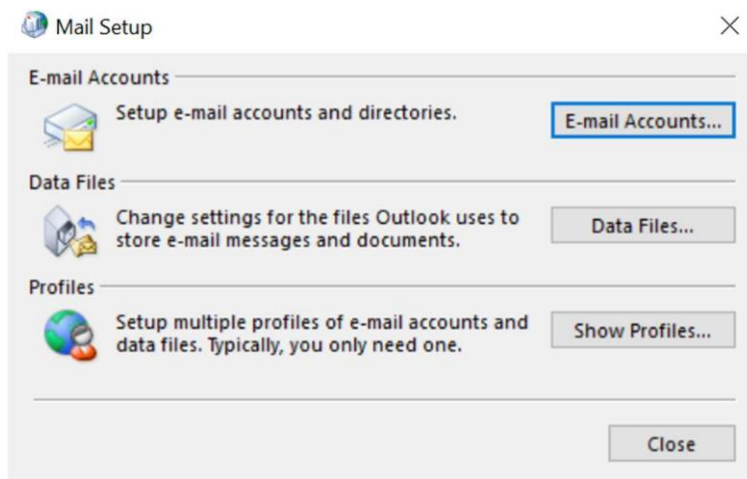 Mail Setup
E-mail Accounts
Setup e-mail accounts and directories.
E-mail Accounts...
Data Files
Change settings for the files Outlook uses to
store e-mail messages and documents.
Data Files...
Profiles
Setup multiple profiles of e-mail accounts and
data files. Typically, you only need one.
Show Profiles...
Close